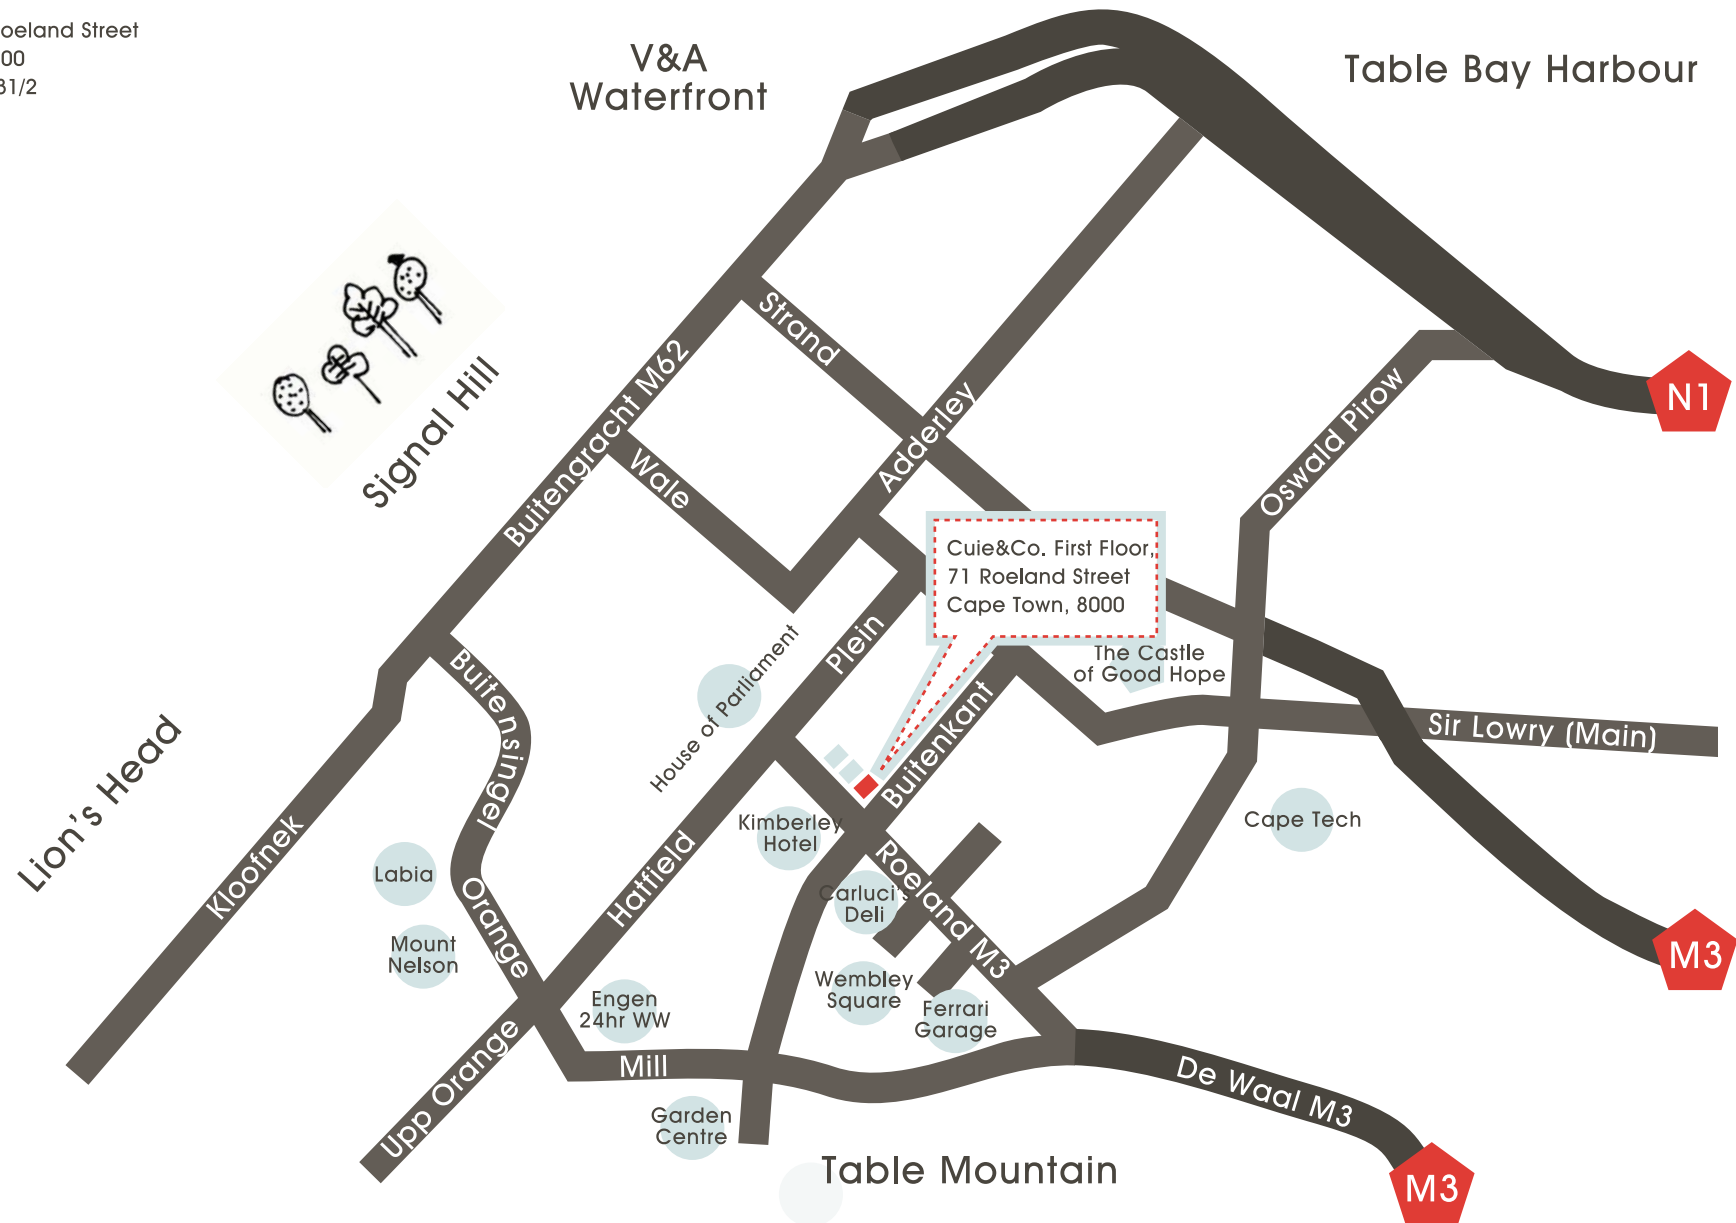 oeland Street
00
31/2
V&A
Waterfront
Table Bay Harbour
Signal Hill
Lion's Head
Strand
Buitengracht M62
Wale
Adderley
Oswald Pirow
N1
Cuie&Co. First Floor,
71 Roeland Street
Cape Town, 8000
Plein
House of Parliament
The Castle
of Good Hope
Buitensingel
Buitenkant
Sir Lowry (Main)
Kloofnek
Hatfield
Kimberley
Hotel
Cape Tech
Labia
Orange
Carluci's
Deli
Roeland M3
Mount
Nelson
M3
Engen
24hr WW
Wembley
Square
Ferrari
Garage
Upp Orange
Mill
De Waal M3
Garden
Centre
Table Mountain
M3